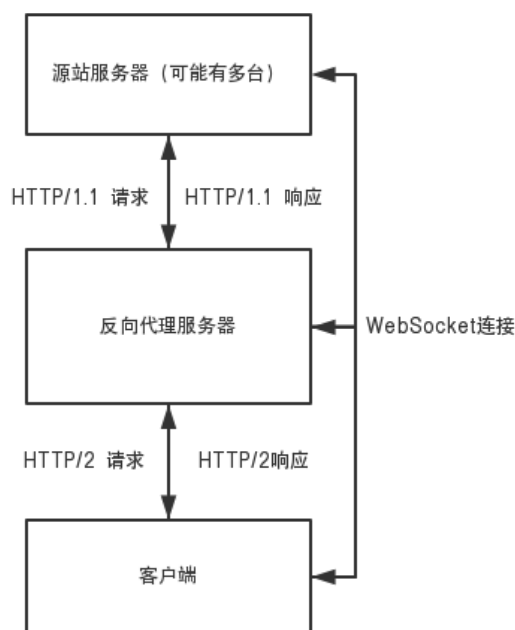 源站服务器（可能有多台）
HTTP/1.1 请求
HTTP/1.1 响应
反向代理服务器
WebSocket连接
HTTP/2 请求
HTTP/2响应
客户端